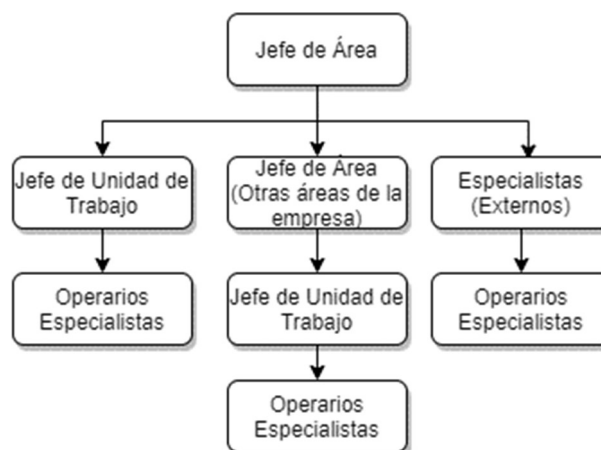 Jefe de Área
Jefe de Unidad de
Trabajo
Jefe de Área
(Otras áreas de la
empresa)
Especialistas
(Externos)
Operarios
Especialistas
Jefe de Unidad de
Trabajo
Operarios
Especialistas
Operarios
Especialistas